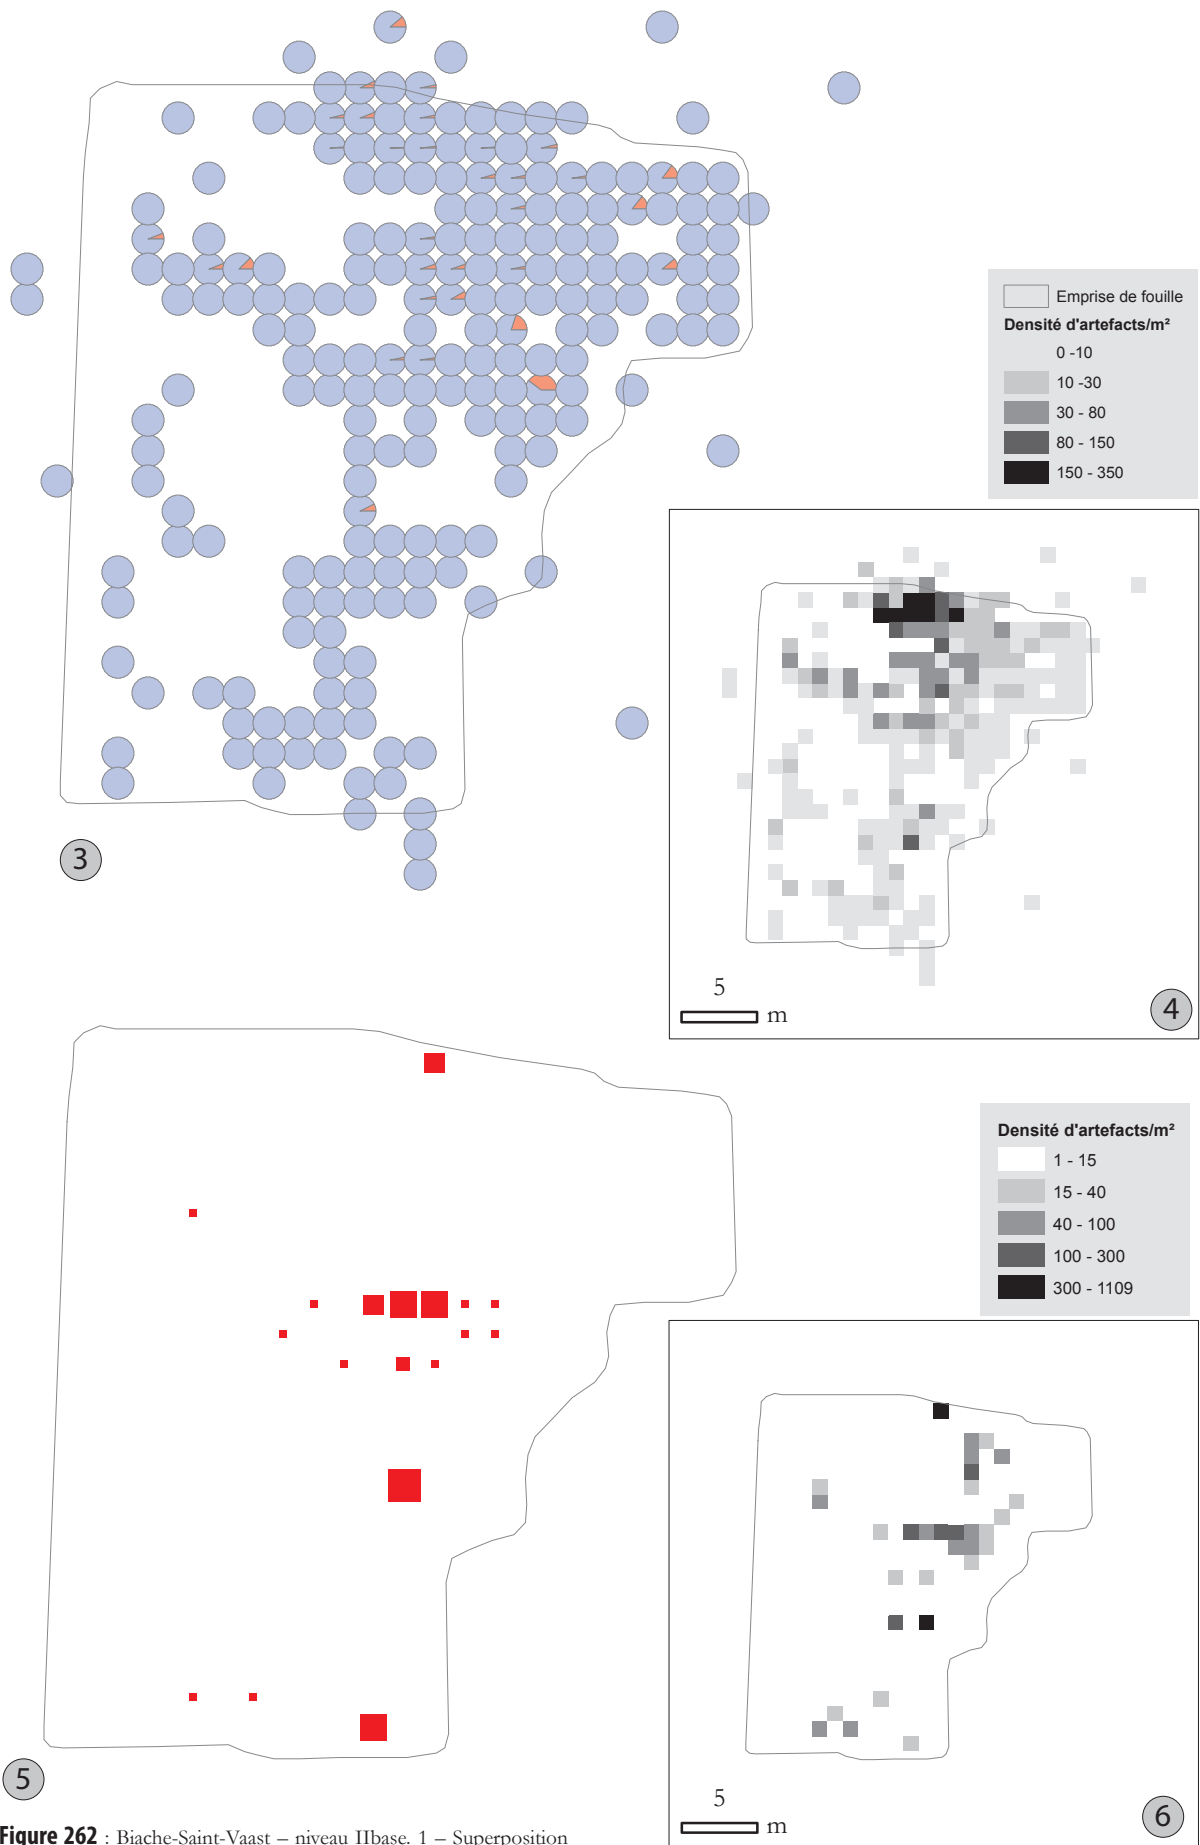 3
Emprise de fouille
Densité d'artefacts/m²
0 -10
10 -30
30 - 80
80 - 150
150 - 350
5
m
4
5
Densité d'artefacts/m²
1 - 15
15 - 40
40 - 100
100 - 300
300 - 1109
5
m
6
Figure 262 : Biache-Saint-Vaast – niveau IIbase. 1 – Superposition